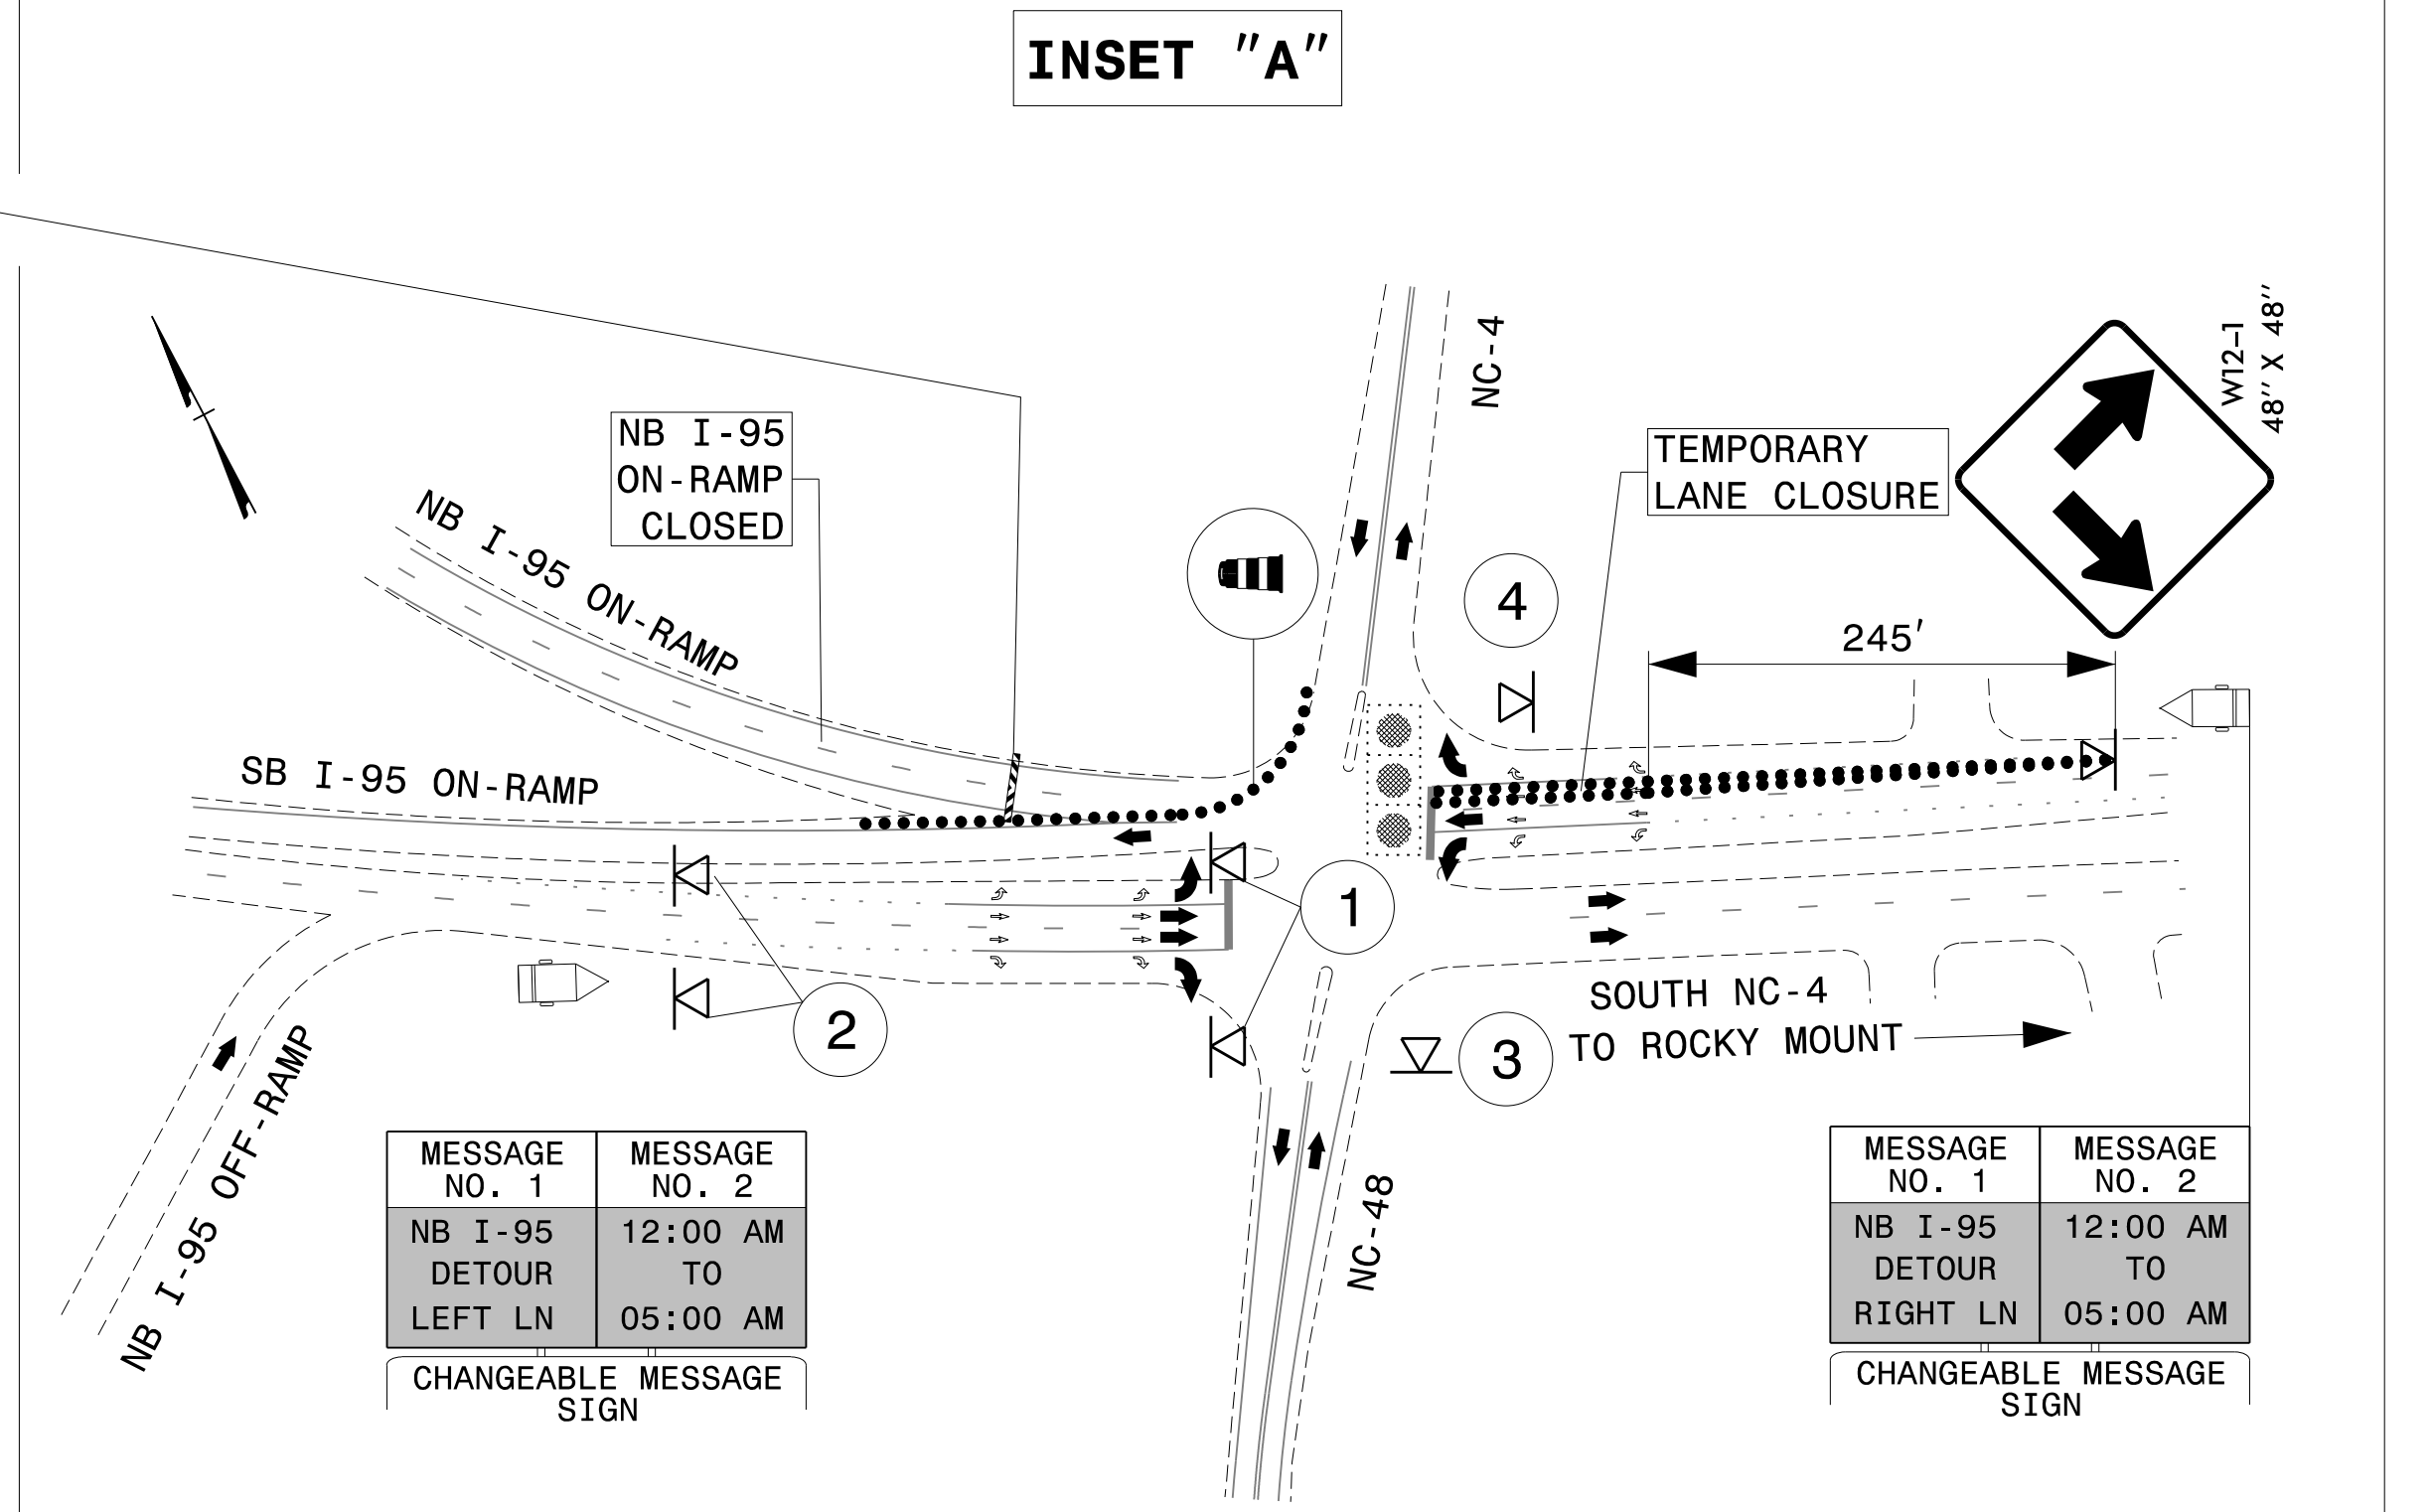 INSET "A"
NB I-95
ON-RAMP
CLOSED
NB I-95 ON-RAMP
SB I-95 ON-RAMP
NC-4
4
TEMPORARY
LANE CLOSURE
W12-1
48'' X 48''
245'
1
2
3
SOUTH NC-4
TO ROCKY MOUNT
NB I-95 OFF-RAMP
NC-48
MESSAGE
NO. 1
MESSAGE
NO. 2
NB I-95
DETOUR
LEFT LN
12:00 AM
TO
05:00 AM
CHANGEABLE MESSAGE
SIGN
MESSAGE
NO. 1
MESSAGE
NO. 2
NB I-95
DETOUR
RIGHT LN
12:00 AM
TO
05:00 AM
CHANGEABLE MESSAGE
SIGN